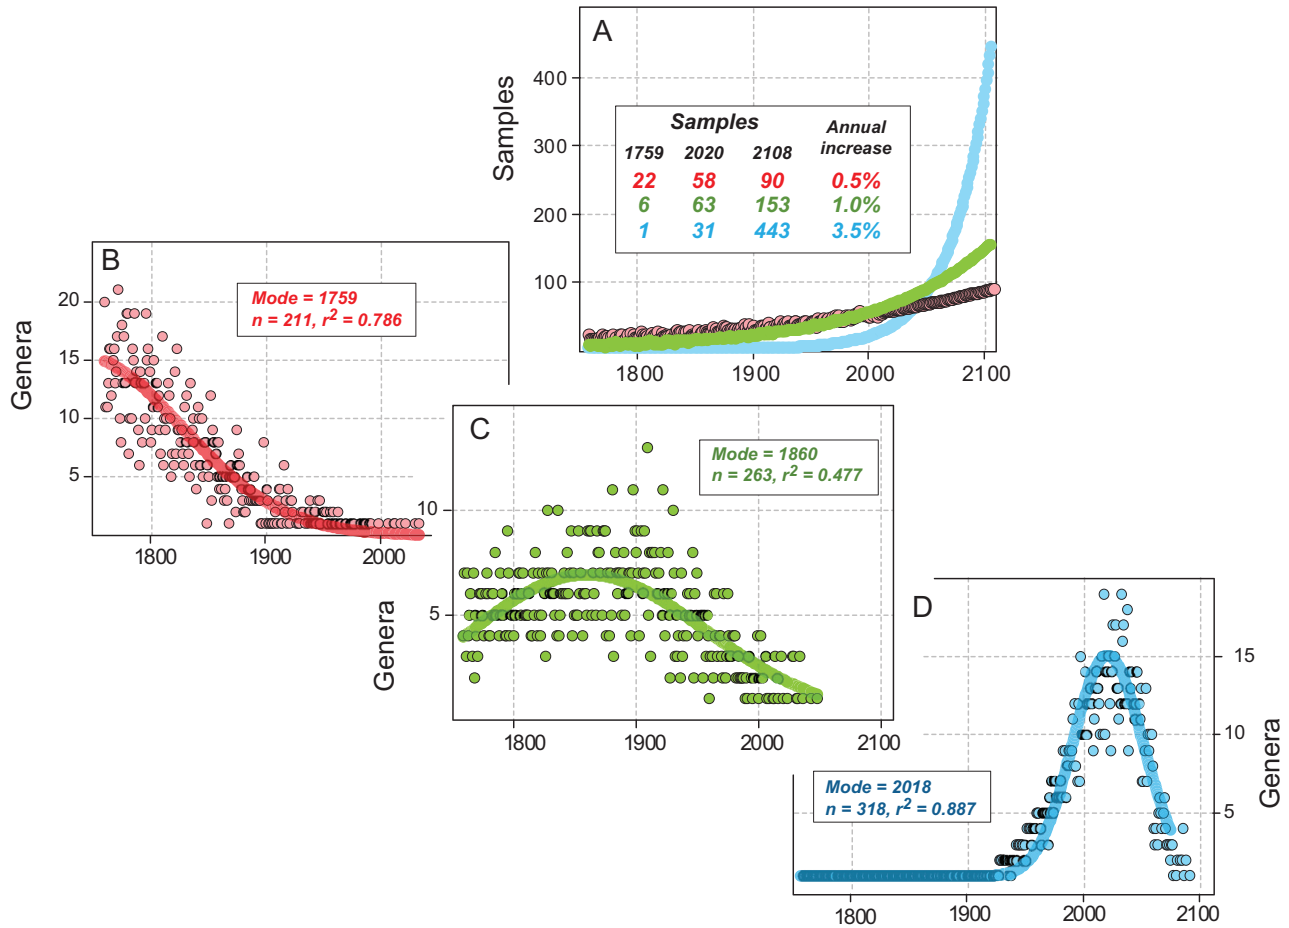 A
Samples
400
300
200
100
Samples Annual increase
1759 2020 2108
22 58 90 0.5%
6 63 153 1.0%
1 31 443 3.5%
1800 1900 2000 2100
B
Genera
20
15
10
5
Mode = 1759
n = 211, r² = 0.786
1800 1900 2000
C
Genera
10
5
Mode = 1860
n = 263, r² = 0.477
1800 1900 2000 2100
D
Genera
15
10
5
Mode = 2018
n = 318, r² = 0.887
1800 1900 2000 2100